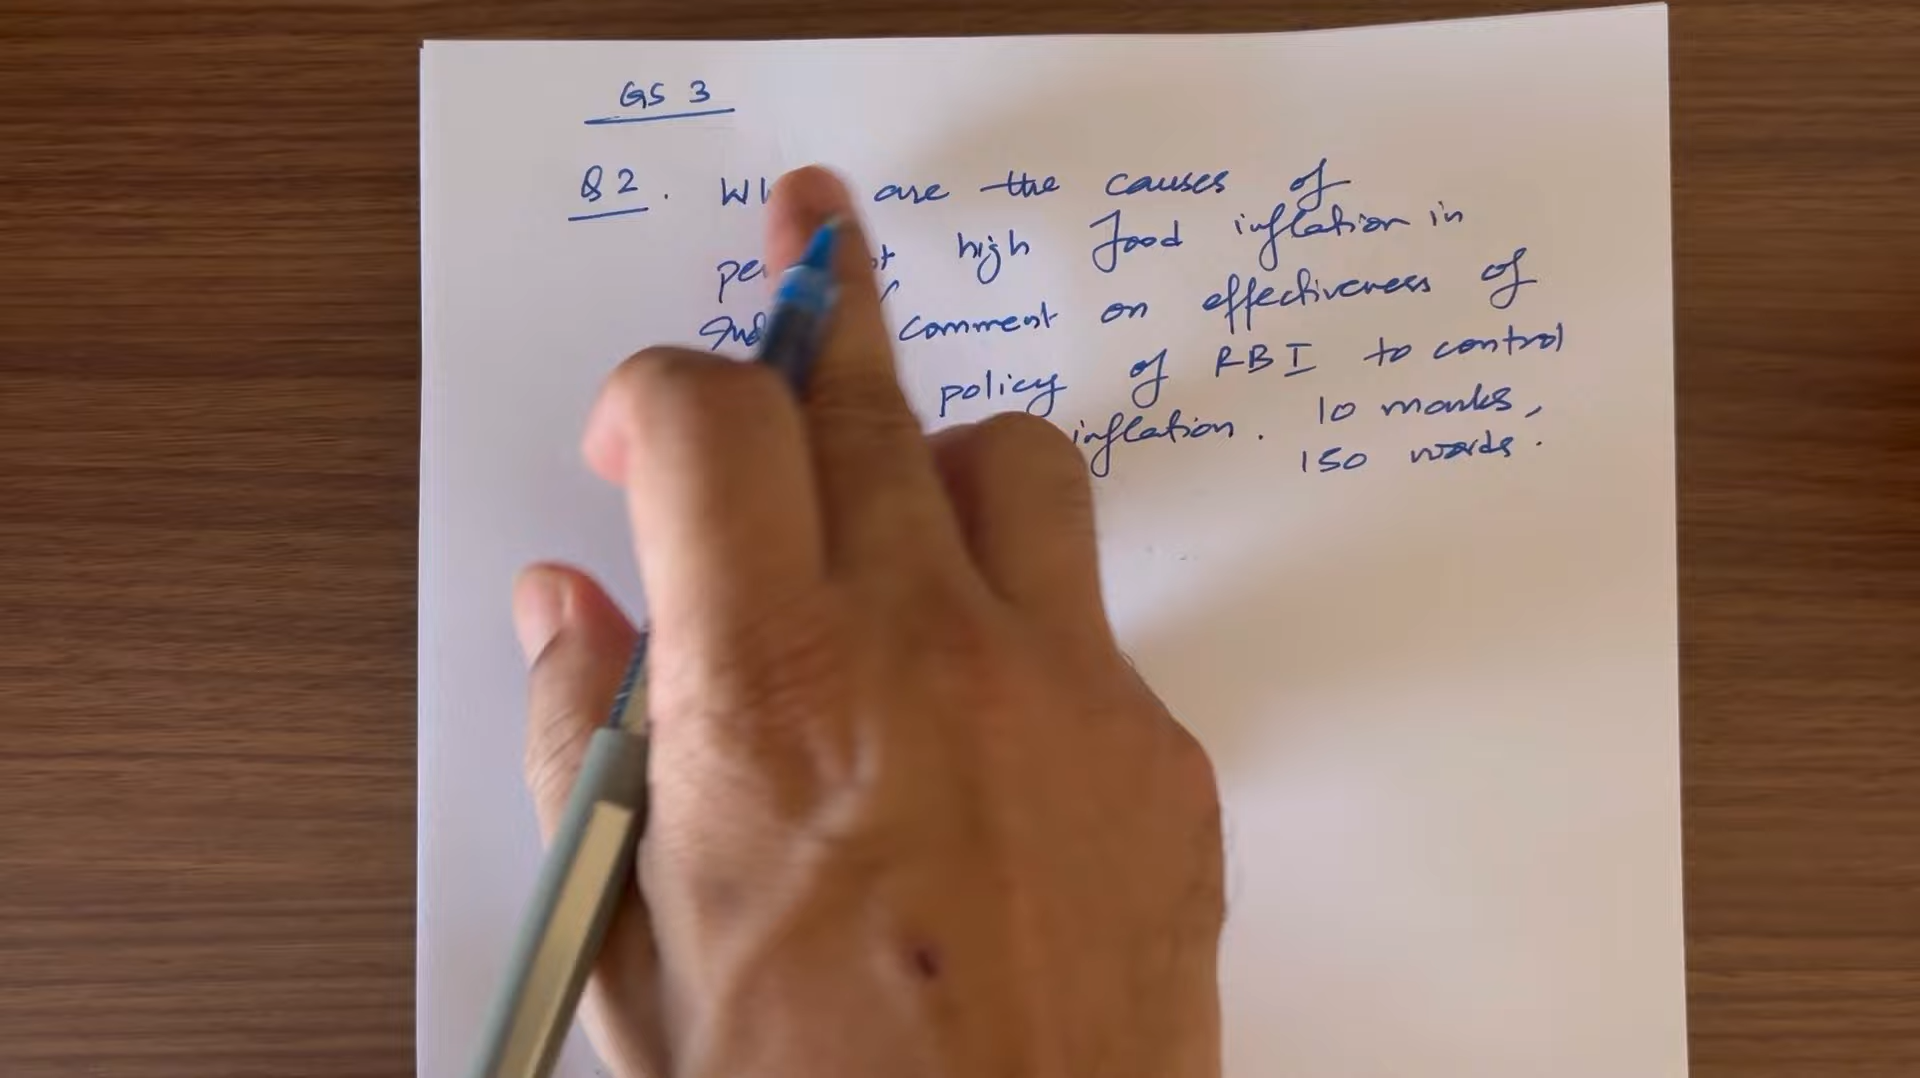 GS 3
Q2. are the causes of
high food inflation in
comment on effectiveness of
policy of RBI to control
inflation. 10 marks,
150 words.